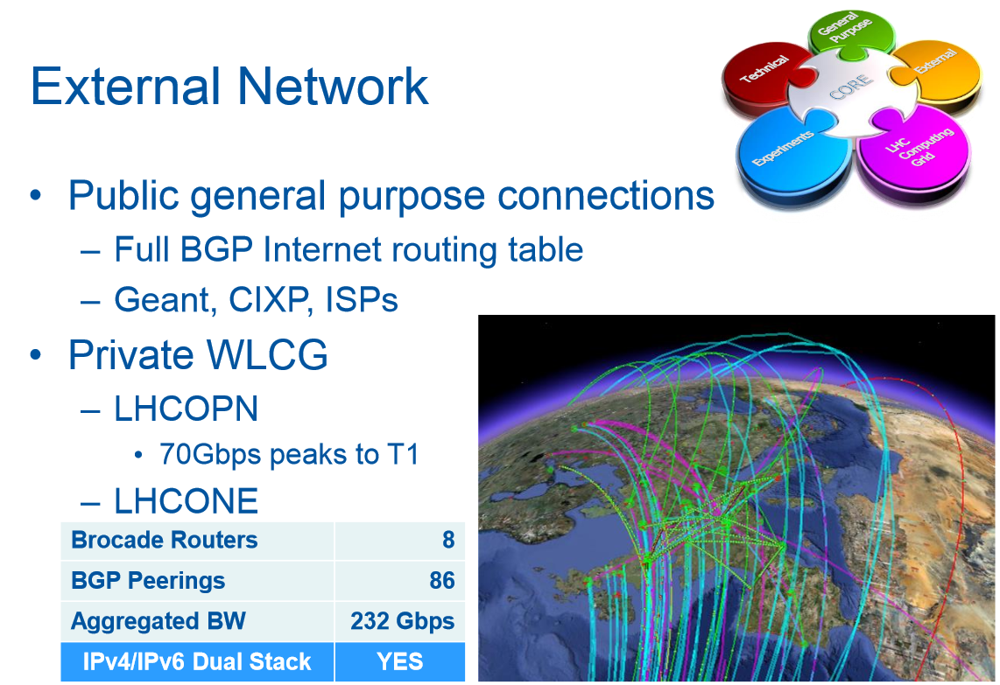 General
Purpose
Technical
External
CORE
Experiments
LHC
Computing
Grid
External Network
• Public general purpose connections
– Full BGP Internet routing table
– Geant, CIXP, ISPs
• Private WLCG
– LHCOPN
• 70Gbps peaks to T1
– LHCONE
Brocade Routers 8
BGP Peerings 86
Aggregated BW 232 Gbps
IPv4/IPv6 Dual Stack YES